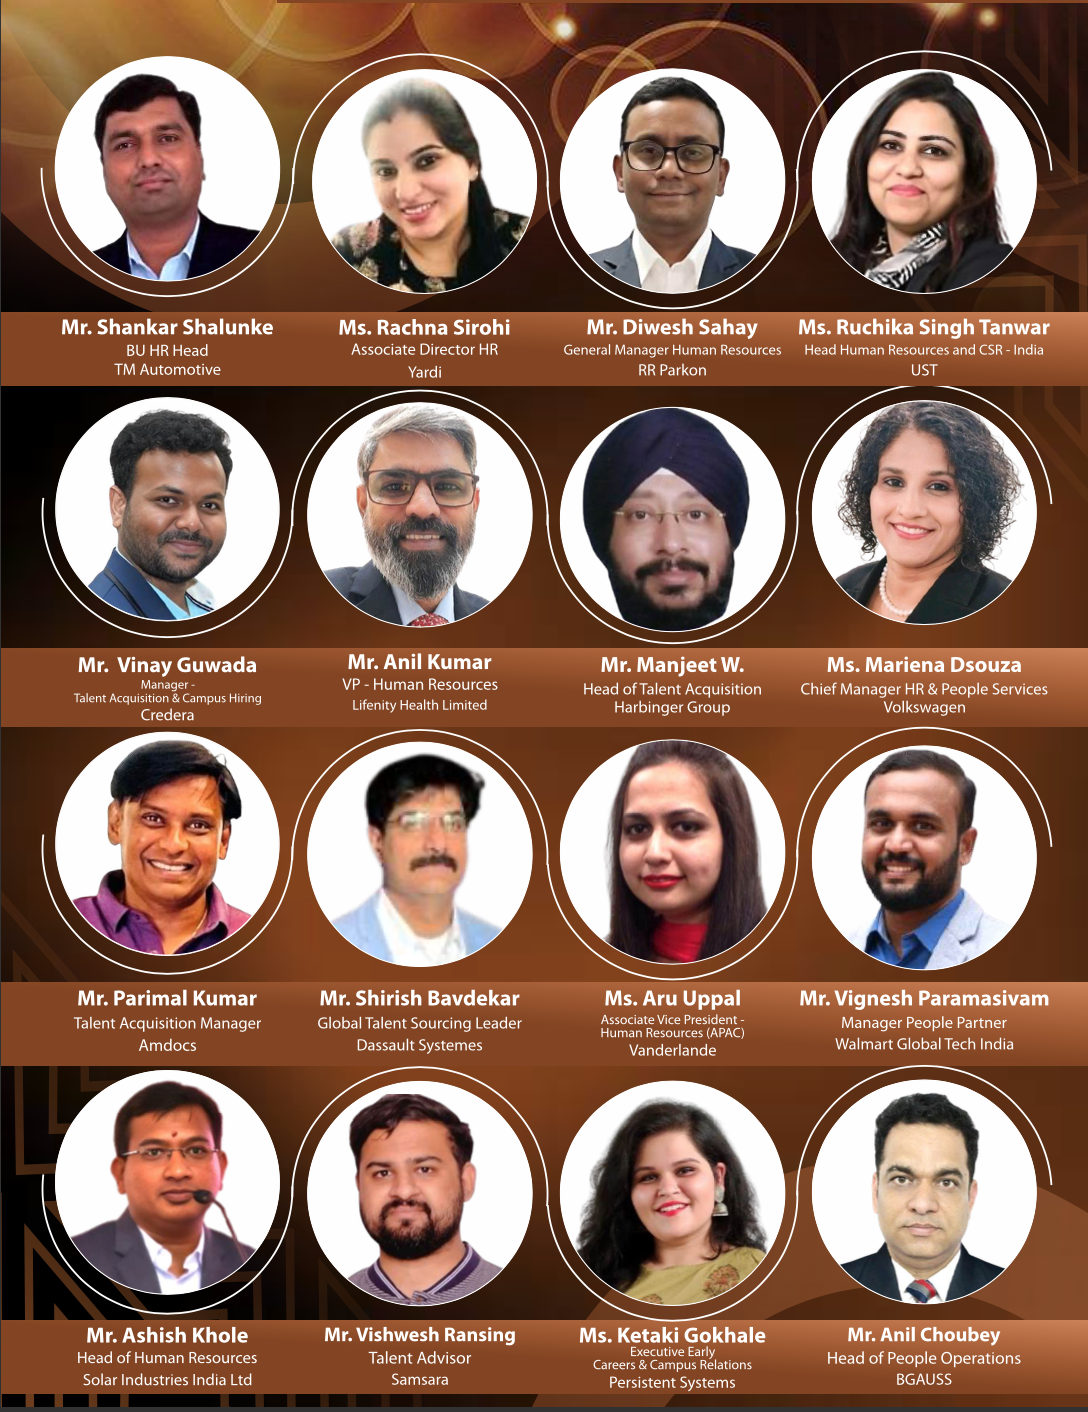 Mr. Shankar Shalunke
BU HR Head
TM Automotive
Ms. Rachna Sirohi
Associate Director HR
Yardi
Mr. Diwesh Sahay
General Manager Human Resources
RR Parkon
Ms. Ruchika Singh Tanwar
Head Human Resources and CSR - India
UST
Mr. Vinay Guwada
Manager -
Talent Acquisition & Campus Hiring
Credera
Mr. Anil Kumar
VP - Human Resources
Lifenity Health Limited
Mr. Manjeet W.
Head of Talent Acquisition
Harbinger Group
Ms. Mariena Dsouza
Chief Manager HR & People Services
Volkswagen
Mr. Parimal Kumar
Talent Acquisition Manager
Amdocs
Mr. Shirish Bavdekar
Global Talent Sourcing Leader
Dassault Systemes
Ms. Aru Uppal
Associate Vice President -
Human Resources (APAC)
Vanderlande
Mr. Vignesh Paramasivam
Manager People Partner
Walmart Global Tech India
Mr. Ashish Khole
Head of Human Resources
Solar Industries India Ltd
Mr. Vishwesh Ransing
Talent Advisor
Samsara
Ms. Ketaki Gokhale
Executive Early
Careers & Campus Relations
Persistent Systems
Mr. Anil Choubey
Head of People Operations
BGAUSS